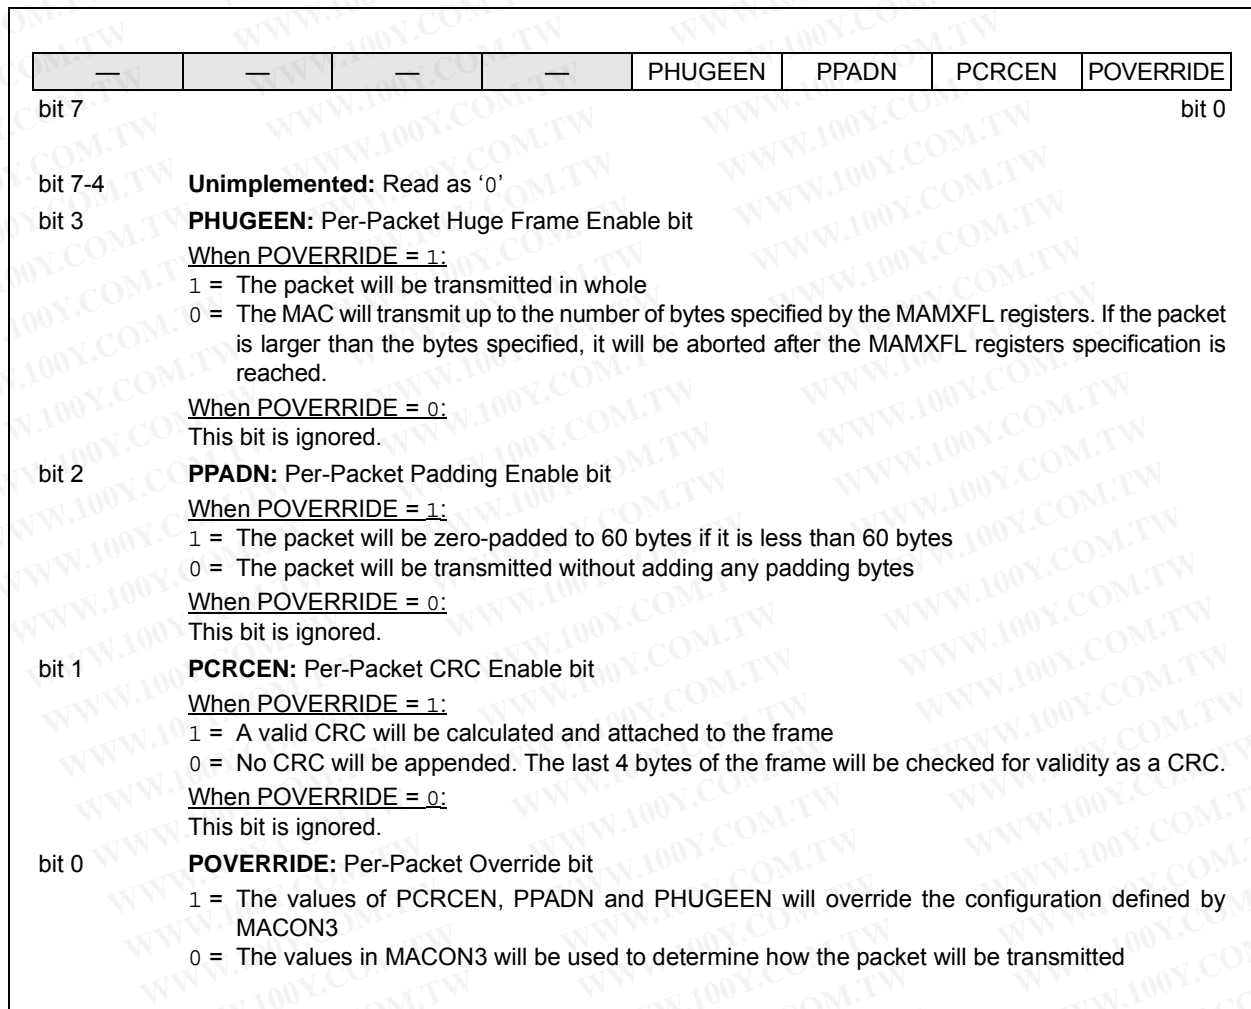 — — — — PHUGEEN PPADN PCRCEN POVERRIDE
bit 7 bit 0
bit 7-4 Unimplemented: Read as ‘0’
bit 3 PHUGEEN: Per-Packet Huge Frame Enable bit
When POVERRIDE = 1:
1 = The packet will be transmitted in whole
0 = The MAC will transmit up to the number of bytes specified by the MAMXFL registers. If the packet
is larger than the bytes specified, it will be aborted after the MAMXFL registers specification is
reached.
When POVERRIDE = 0:
This bit is ignored.
bit 2 PPADN: Per-Packet Padding Enable bit
When POVERRIDE = 1:
1 = The packet will be zero-padded to 60 bytes if it is less than 60 bytes
0 = The packet will be transmitted without adding any padding bytes
When POVERRIDE = 0:
This bit is ignored.
bit 1 PCRCEN: Per-Packet CRC Enable bit
When POVERRIDE = 1:
1 = A valid CRC will be calculated and attached to the frame
0 = No CRC will be appended. The last 4 bytes of the frame will be checked for validity as a CRC.
When POVERRIDE = 0:
This bit is ignored.
bit 0 POVERRIDE: Per-Packet Override bit
1 = The values of PCRCEN, PPADN and PHUGEEN will override the configuration defined by
MACON3
0 = The values in MACON3 will be used to determine how the packet will be transmitted
WWW.100Y.COM.TW